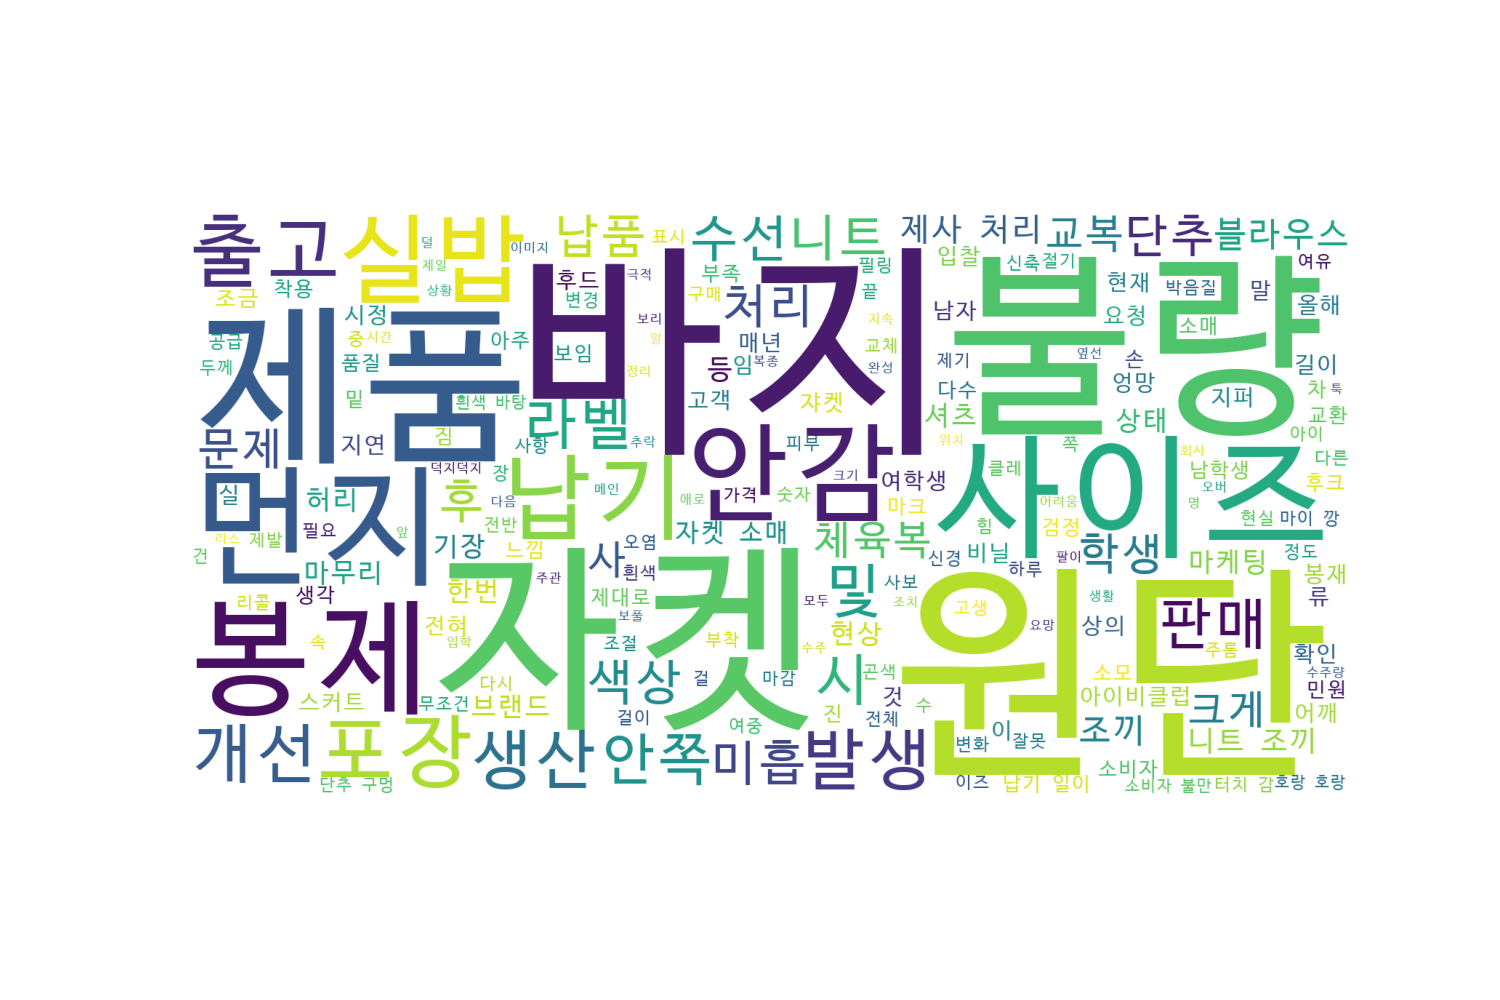 출고
실밥
덜
제일
상황
이미지
납품
표시
수선
니트
제사 처리
교복
단추
블라우스
조금
착용
후드
변경
극적
부족
구매
처리
필링
끝
입찰
신축
절기
현재
박음질
말
여유
올해
시정
공급
두께
중
시간
품질
아주
보임
보리
알
정리
매년
등
임
복종
지속
교체
완성
남자
제기
옆선
요청
소매
손
다수
엉망
길이
차
툭
지퍼
교환
아이
제품
바지
불량
밑
흰색 바탕
라벨
고객
쟈켓
셔츠
상태
문제
지연
짐
사항
추락
안감
피부
위치
쪽
회사
다른
먼지
실
허리
덕지덕지
장
납기
메인
애로
가격
크기
숫자
여학생
마크
클레
사이즈
남학생
오버
후크
어려움
명
필요
앞
후
다음
전반
자켓 소매
체육복
힘
검정
현실
마이 깡
건
리스
제발
기장
느낌
사
오염
비닐
신경
팔이
학생
마케팅
정도
마무리
리콜
생각
한번
주관
흰색
제대로
및
사보
하루
조치
모두
보풀
생활
봉재
류
봉제
속
전혀
입학
자켓
조절
부착
수주
현상
고생
요망
원단
상의
판매
주름
확인
스커트
무조건
다시
브랜드
색상
걸
마감
시
곤색
것
수
소모
아이비클럽
크게
수주량
민원
어깨
개선
포장
생산
걸이
안쪽
여중
미흡
진
전체
발생
변화
이
잘못
조끼
니트 조끼
단추 구멍
이즈
납기 일이
소비자
소비자 불만
터치 감
호랑 호랑